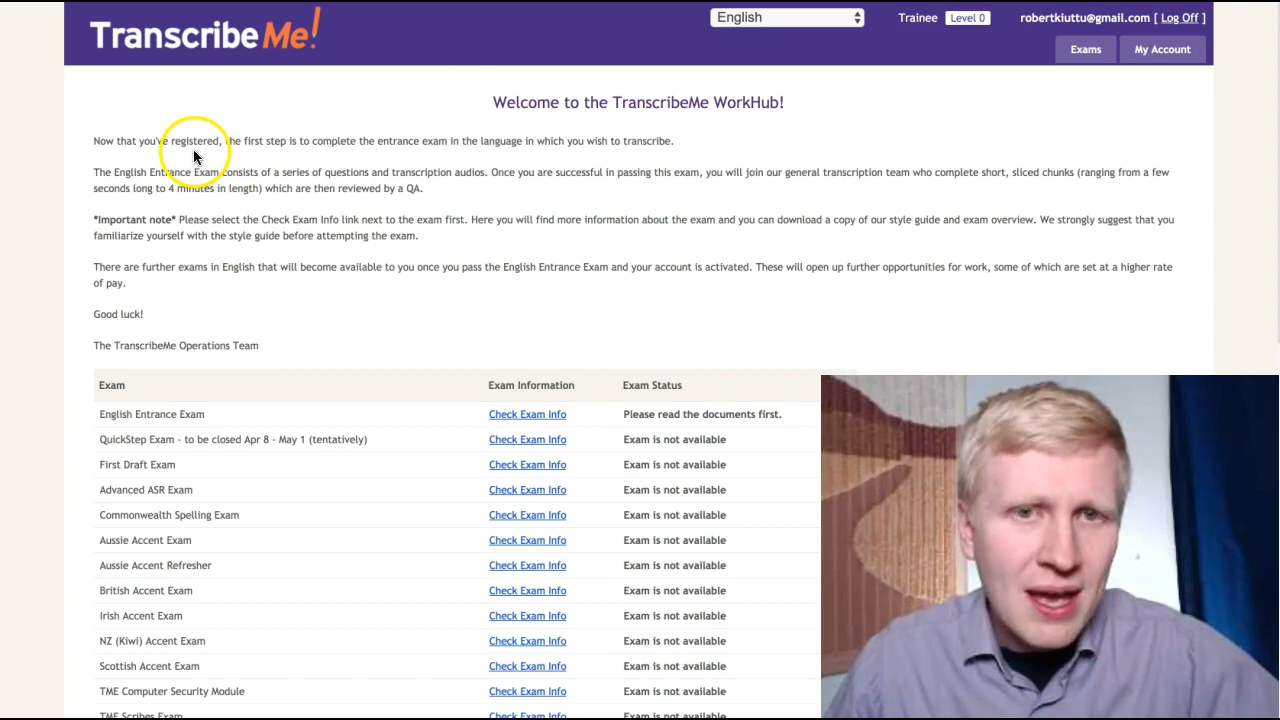 TranscribeMe!
English
Trainee Level 0 robertkiuttu@gmail.com [ Log Off ]
Exams My Account
Welcome to the TranscribeMe WorkHub!
Now that you've registered, the first step is to complete the entrance exam in the language in which you wish to transcribe.
The English Entrance Exam consists of a series of questions and transcription audios. Once you are successful in passing this exam, you will join our general transcription team who complete short, sliced chunks (ranging from a few
seconds long to 4 minutes in length) which are then reviewed by a QA.
*Important note* Please select the Check Exam Info link next to the exam first. Here you will find more information about the exam and you can download a copy of our style guide and exam overview. We strongly suggest that you
familiarize yourself with the style guide before attempting the exam.
There are further exams in English that will become available to you once you pass the English Entrance Exam and your account is activated. These will open up further opportunities for work, some of which are set at a higher rate
of pay.
Good luck!
The TranscribeMe Operations Team
Exam Exam Information Exam Status
English Entrance Exam Check Exam Info Please read the documents first.
QuickStep Exam - to be closed Apr 8 - May 1 (tentatively) Check Exam Info Exam is not available
First Draft Exam Check Exam Info Exam is not available
Advanced ASR Exam Check Exam Info Exam is not available
Commonwealth Spelling Exam Check Exam Info Exam is not available
Aussie Accent Exam Check Exam Info Exam is not available
Aussie Accent Refresher Check Exam Info Exam is not available
British Accent Exam Check Exam Info Exam is not available
Irish Accent Exam Check Exam Info Exam is not available
NZ (Kiwi) Accent Exam Check Exam Info Exam is not available
Scottish Accent Exam Check Exam Info Exam is not available
TME Computer Security Module Check Exam Info Exam is not available
TME Scribes Exam Check Exam Info Exam is not available